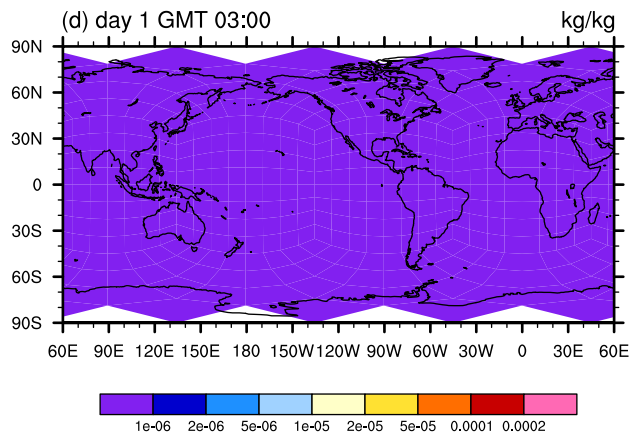 (d) day 1 GMT 03:00 kg/kg
90N
60N
30N
0
30S
60S
90S
60E 90E 120E 150E 180 150W 120W 90W 60W 30W 0 30E 60E
1e-06 2e-06 5e-06 1e-05 2e-05 5e-05 0.0001 0.0002